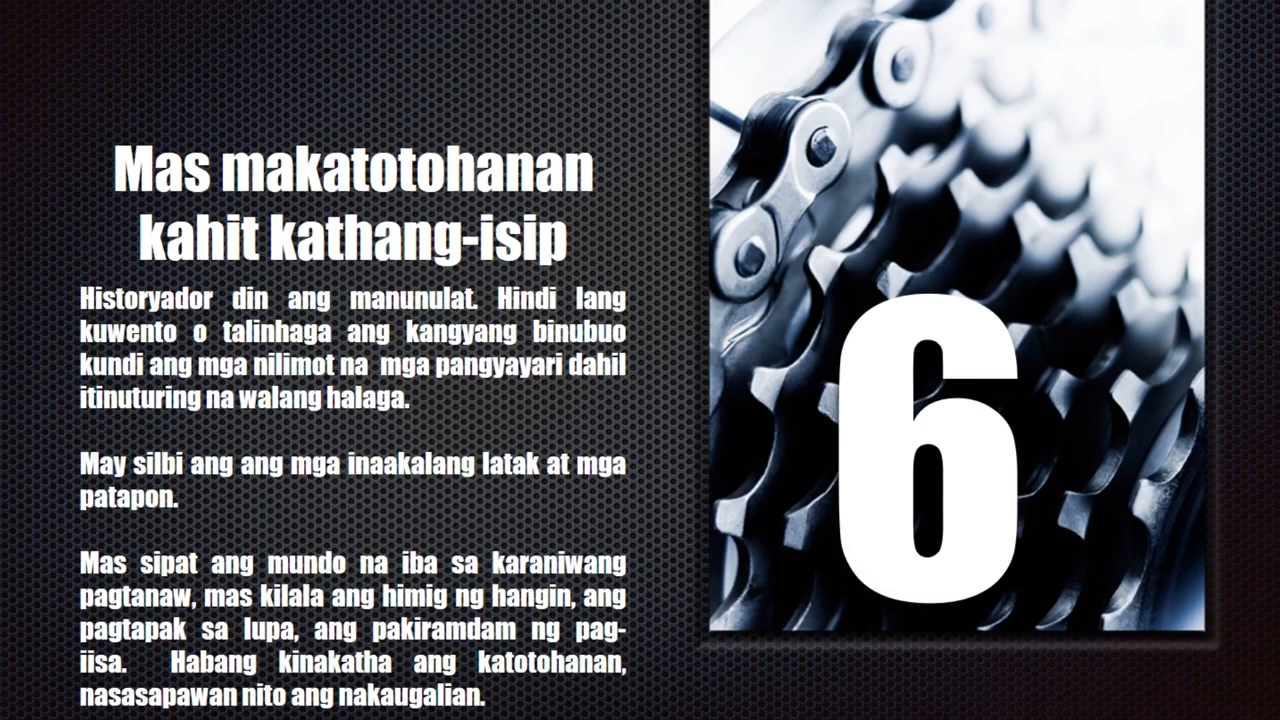 Mas makatotohanan
kahit kathang-isip
Historyador din ang manunulat. Hindi lang
kuwento o talinhaga ang kangyang binubuo
kundi ang mga nilimot na mga pangyayari dahil
itinuturing na walang halaga.
May silbi ang ang mga inaakalang latak at mga
patapon.
Mas sipat ang mundo na iba sa karaniwang
pagtanaw, mas kilala ang himig ng hangin, ang
pagtapak sa lupa, ang pakiramdam ng pag-
iisa. Habang kinakatha ang katotohanan,
nasasapawan nito ang nakaugalian.
6